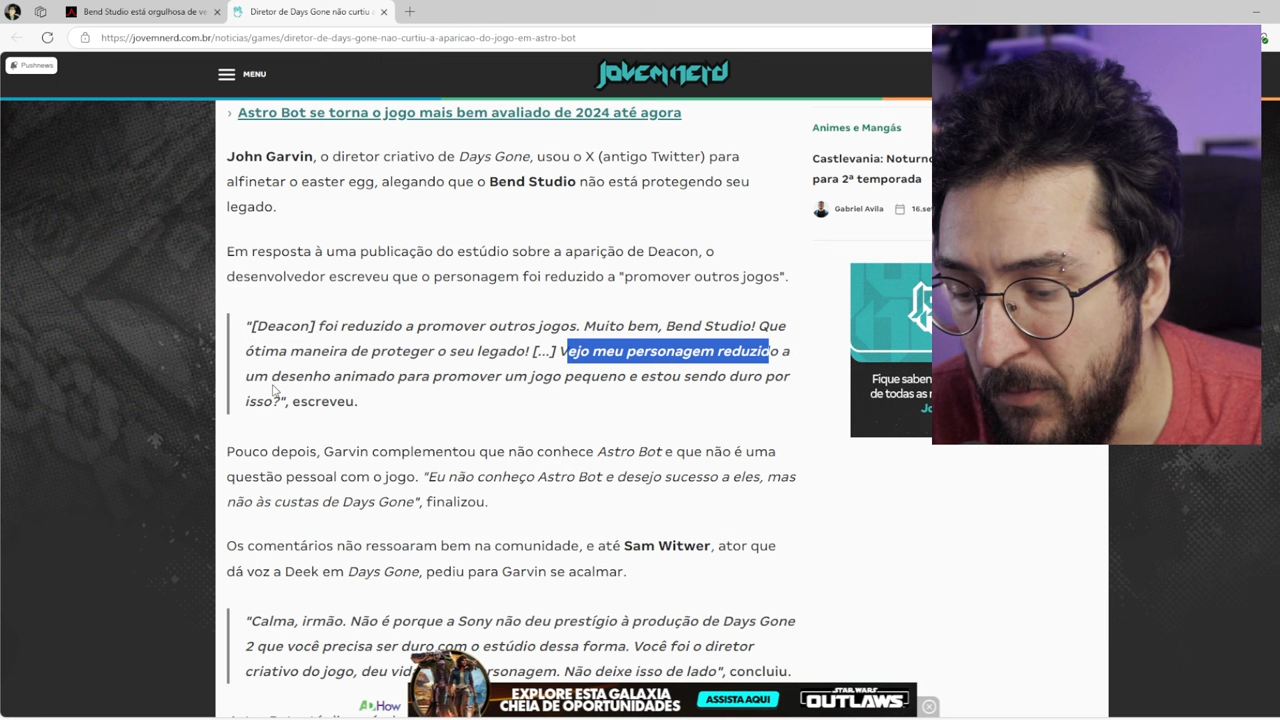 Bend Studio está orgulhosa de ve
Diretor de Days Gone não curtiu
https://jovemnerd.com.br/noticias/games/diretor-de-days-gone-nao-curtiu-a-aparicao-do-jogo-em-astro-bot
Pushnews
MENU
JOVEMNERD
› Astro Bot se torna o jogo mais bem avaliado de 2024 até agora
John Garvin, o diretor criativo de Days Gone, usou o X (antigo Twitter) para
alfinetar o easter egg, alegando que o Bend Studio não está protegendo seu
legado.
Em resposta à uma publicação do estúdio sobre a aparição de Deacon, o
desenvolvedor escreveu que o personagem foi reduzido a "promover outros jogos".
"[Deacon] foi reduzido a promover outros jogos. Muito bem, Bend Studio! Que
ótima maneira de proteger o seu legado! [...] Vejo meu personagem reduzido a
um desenho animado para promover um jogo pequeno e estou sendo duro por
isso?", escreveu.
Pouco depois, Garvin complementou que não conhece Astro Bot e que não é uma
questão pessoal com o jogo. "Eu não conheço Astro Bot e desejo sucesso a eles, mas
não às custas de Days Gone", finalizou.
Os comentários não ressoaram bem na comunidade, e até Sam Witwer, ator que
dá voz a Deek em Days Gone, pediu para Garvin se acalmar.
"Calma, irmão. Não é porque a Sony não deu prestígio à produção de Days Gone
2 que você precisa ser duro com o estúdio dessa forma. Você foi o diretor
criativo do jogo, deu vid rsonagem. Não deixe isso de lado", concluiu.
Animes e Mangás
Castlevania: Noturno
para 2ª temporada
Gabriel Avila
16.se
Fique saben
de todas as
Jo
EXPLORE ESTA GALAXIA
CHEIA DE OPORTUNIDADES
ASSISTA AQUI
STAR WARS
OUTLAWS